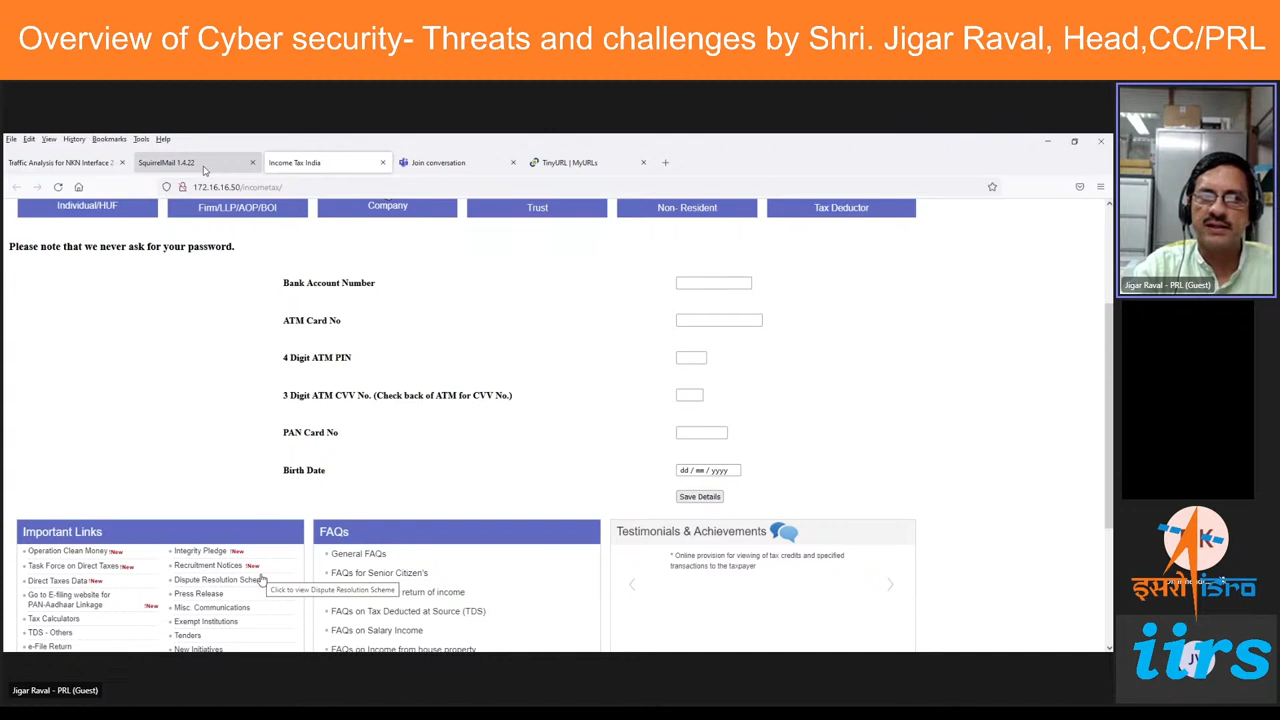 Overview of Cyber security- Threats and challenges by Shri. Jigar Raval, Head,CC/PRL
File Edit View History Bookmarks Tools Help
Traffic Analysis for NKN Interface 2
SquirrelMail 1.4.22
Income Tax India
Join conversation
TinyURL | MyURLs
172.16.16.50/incometax/
Individual/HUF
Firm/LLP/AOP/BOI
Company
Trust
Non- Resident
Tax Deductor
Please note that we never ask for your password.
Bank Account Number
ATM Card No
4 Digit ATM PIN
3 Digit ATM CVV No. (Check back of ATM for CVV No.)
PAN Card No
Birth Date
dd / mm / yyyy
Save Details
Important Links
Operation Clean Money !New
Task Force on Direct Taxes !New
Direct Taxes Data !New
Go to E-filing website for
PAN-Aadhaar Linkage !New
Tax Calculators
TDS - Others
e-File Return
Integrity Pledge !New
Recruitment Notices !New
Dispute Resolution Scheme
Click to view Dispute Resolution Scheme
Press Release
Misc. Communications
Exempt Institutions
Tenders
New Initiatives
FAQs
General FAQs
FAQs for Senior Citizen's
return of income
FAQs on Tax Deducted at Source (TDS)
FAQs on Salary Income
FAQs on Income from house property
Testimonials & Achievements
* Online provision for viewing of tax credits and specified
transactions to the taxpayer
Jigar Raval - PRL (Guest)
इसरो isro
iirs
Jigar Raval - PRL (Guest)